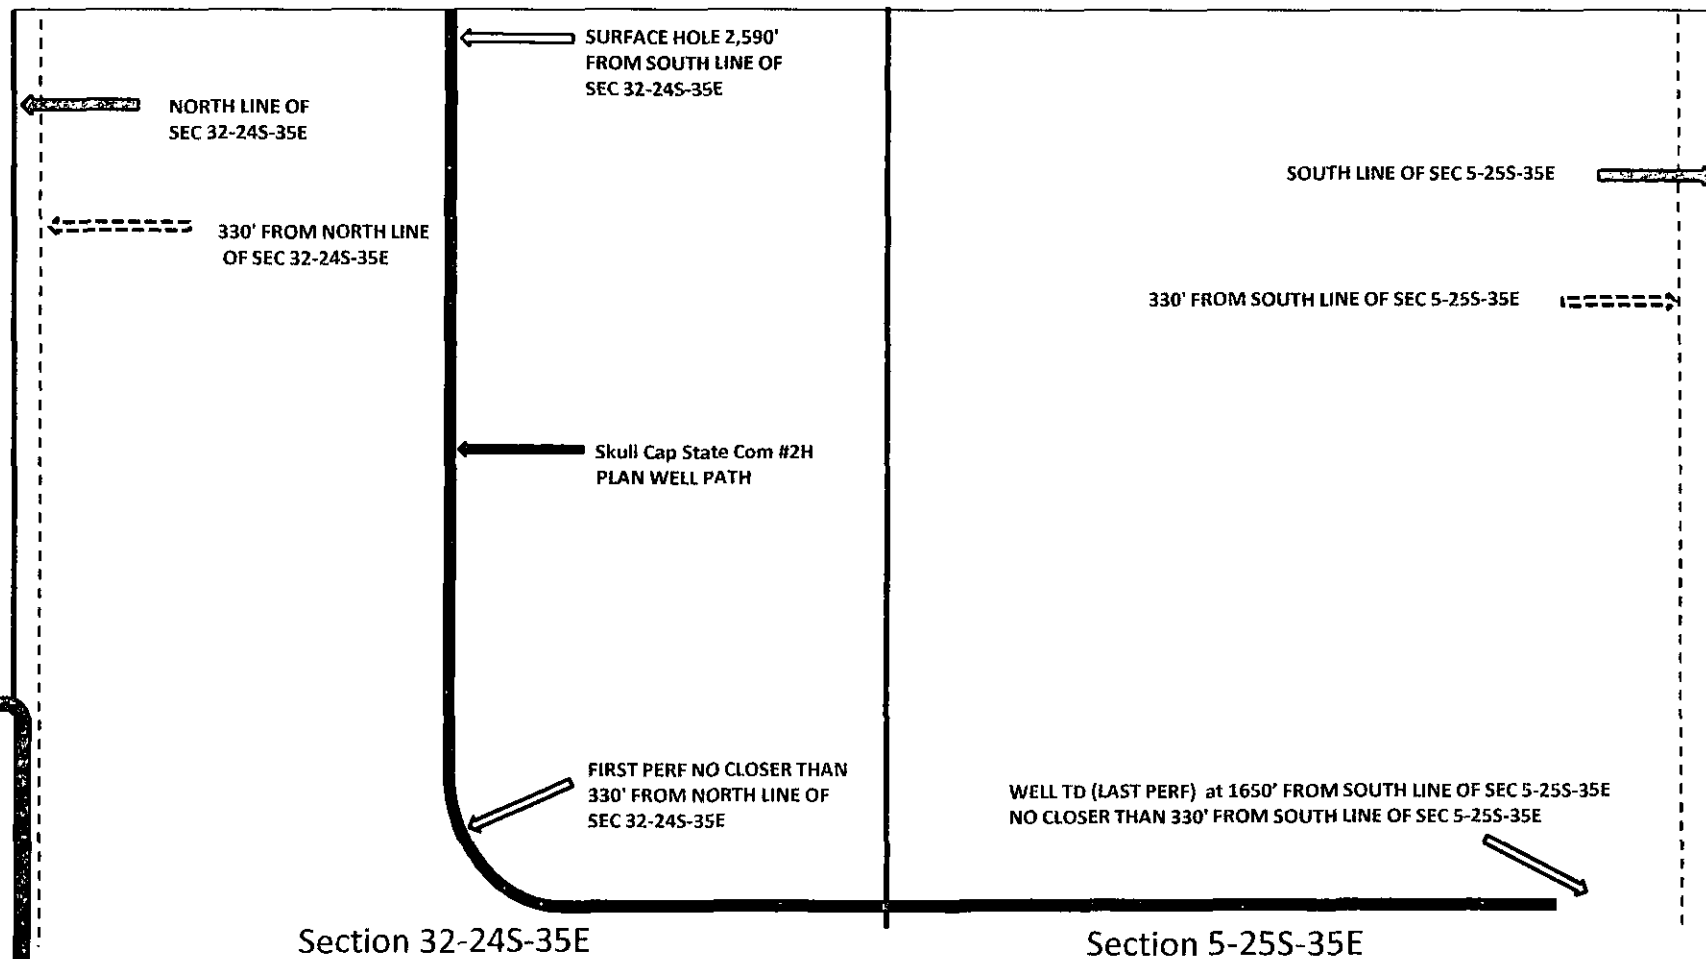 SURFACE HOLE 2,590'
FROM SOUTH LINE OF
SEC 32-24S-35E
NORTH LINE OF
SEC 32-24S-35E
SOUTH LINE OF SEC 5-25S-35E
330' FROM NORTH LINE
OF SEC 32-24S-35E
330' FROM SOUTH LINE OF SEC 5-25S-35E
Skull Cap State Com #2H
PLAN WELL PATH
FIRST PERF NO CLOSER THAN
330' FROM NORTH LINE OF
SEC 32-24S-35E
WELL TD (LAST PERF) at 1650' FROM SOUTH LINE OF SEC 5-25S-35E
NO CLOSER THAN 330' FROM SOUTH LINE OF SEC 5-25S-35E
Section 32-24S-35E
Section 5-25S-35E